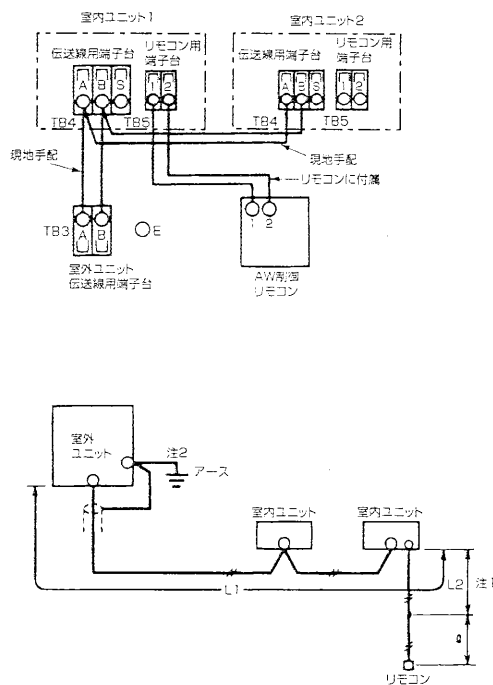 室内ユニット1
室内ユニット2
伝送線用端子台
リモコン用
端子台
伝送線用端子台
リモコン用
端子台
A B S
1 2
A B S
1 2
TB4
TB5
TB4
TB5
現地手配
現地手配
リモコンに付属
TB3
A B
E
1 2
室外ユニット
伝送線用端子台
AW制御
リモコン
室外
ユニット
注2
アース
室内ユニット
室内ユニット
L1
L2
注1
ℓ
リモコン